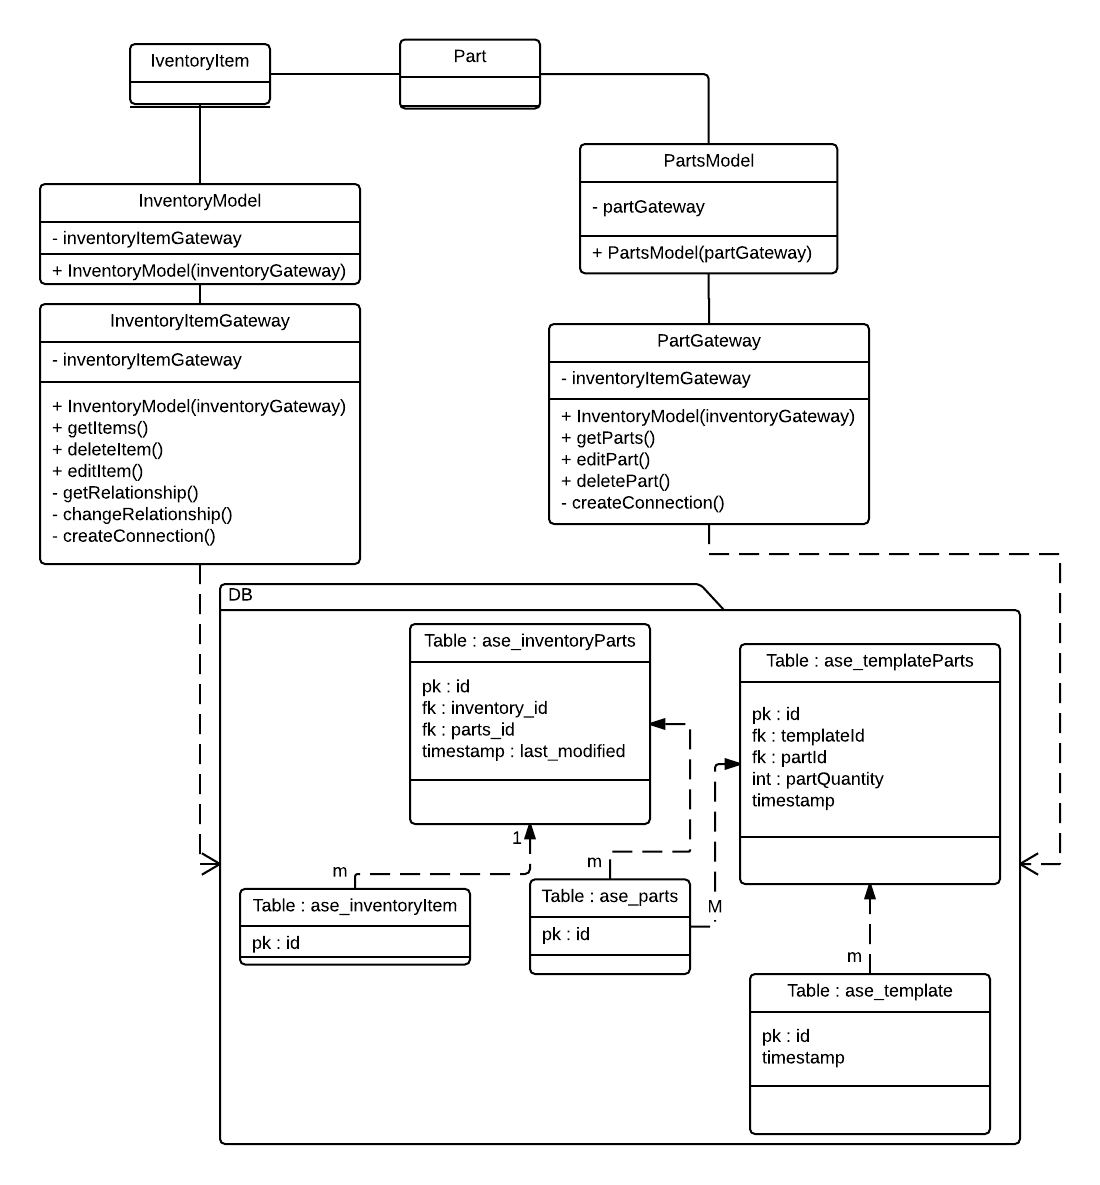 IventoryItem
Part
PartsModel
- partGateway
+ PartsModel(partGateway)
InventoryModel
- inventoryItemGateway
+ InventoryModel(inventoryGateway)
InventoryItemGateway
- inventoryItemGateway
+ InventoryModel(inventoryGateway)
+ getItems()
+ deleteItem()
+ editItem()
- getRelationship()
- changeRelationship()
- createConnection()
PartGateway
- inventoryItemGateway
+ InventoryModel(inventoryGateway)
+ getParts()
+ editPart()
+ deletePart()
- createConnection()
DB
Table : ase_inventoryParts
pk : id
fk : inventory_id
fk : parts_id
timestamp : last_modified
Table : ase_templateParts
pk : id
fk : templateId
fk : partId
int : partQuantity
timestamp
1
m
m
M
Table : ase_inventoryItem
pk : id
Table : ase_parts
pk : id
m
Table : ase_template
pk : id
timestamp